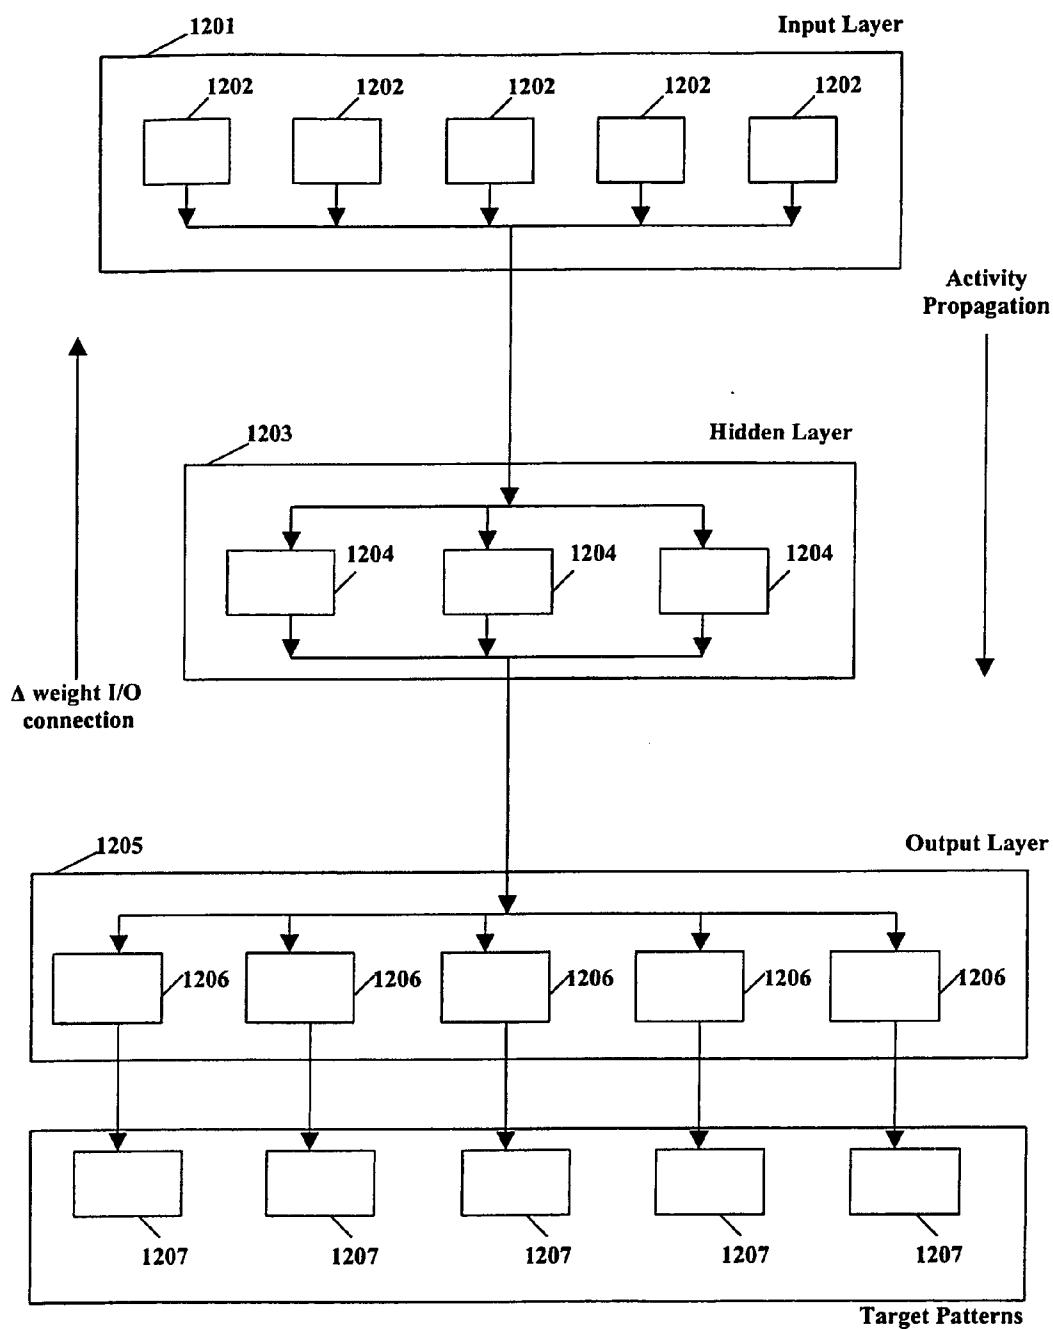 1201
Input Layer
1202 1202 1202 1202 1202
Activity
Propagation
1203
Hidden Layer
1204 1204 1204
Δ weight I/O
connection
1205
Output Layer
1206 1206 1206 1206 1206
1207 1207 1207 1207 1207
Target Patterns